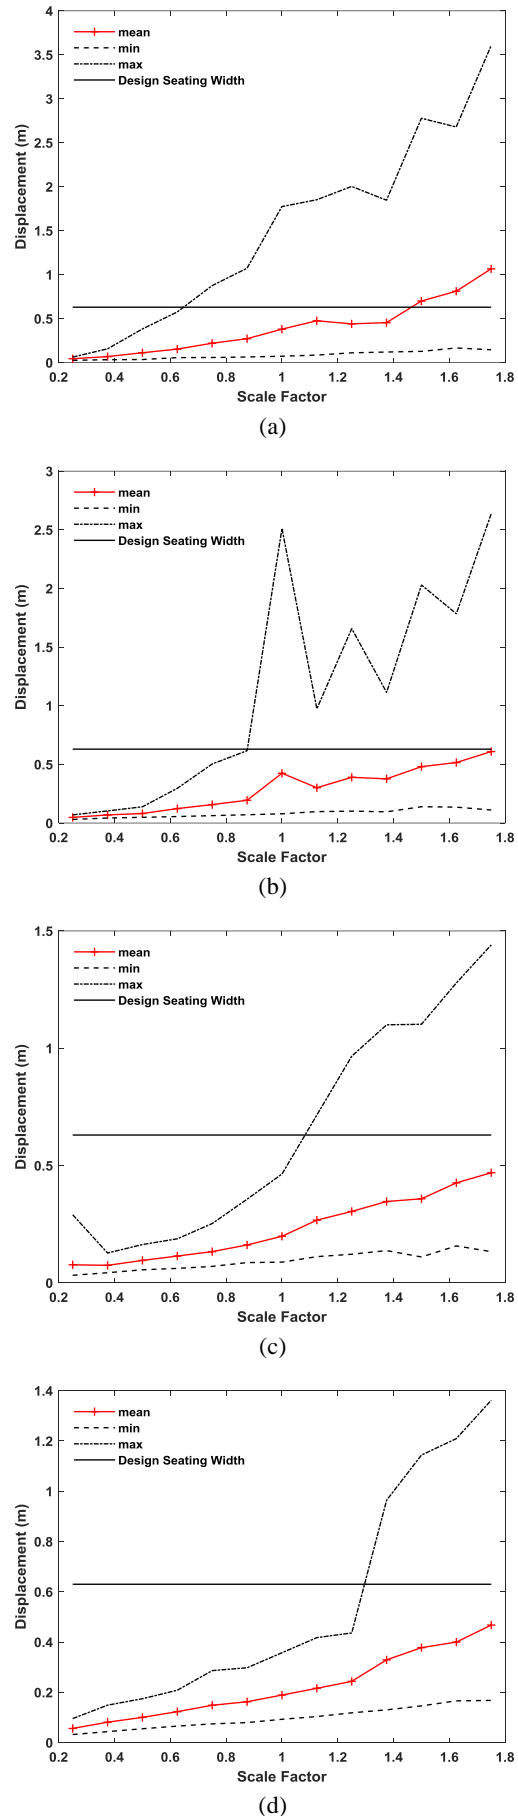 4
3.5
3
2.5
2
1.5
1
0.5
0
mean
min
max
Design Seating Width
Displacement (m)
0.2 0.4 0.6 0.8 1 1.2 1.4 1.6 1.8
Scale Factor
(a)
3
2.5
2
1.5
1
0.5
0
mean
min
max
Design Seating Width
Displacement (m)
0.2 0.4 0.6 0.8 1 1.2 1.4 1.6 1.8
Scale Factor
(b)
1.5
1
0.5
0
mean
min
max
Design Seating Width
Displacement (m)
0.2 0.4 0.6 0.8 1 1.2 1.4 1.6 1.8
Scale Factor
(c)
1.4
1.2
1
0.8
0.6
0.4
0.2
0
mean
min
max
Design Seating Width
Displacement (m)
0.2 0.4 0.6 0.8 1 1.2 1.4 1.6 1.8
Scale Factor
(d)